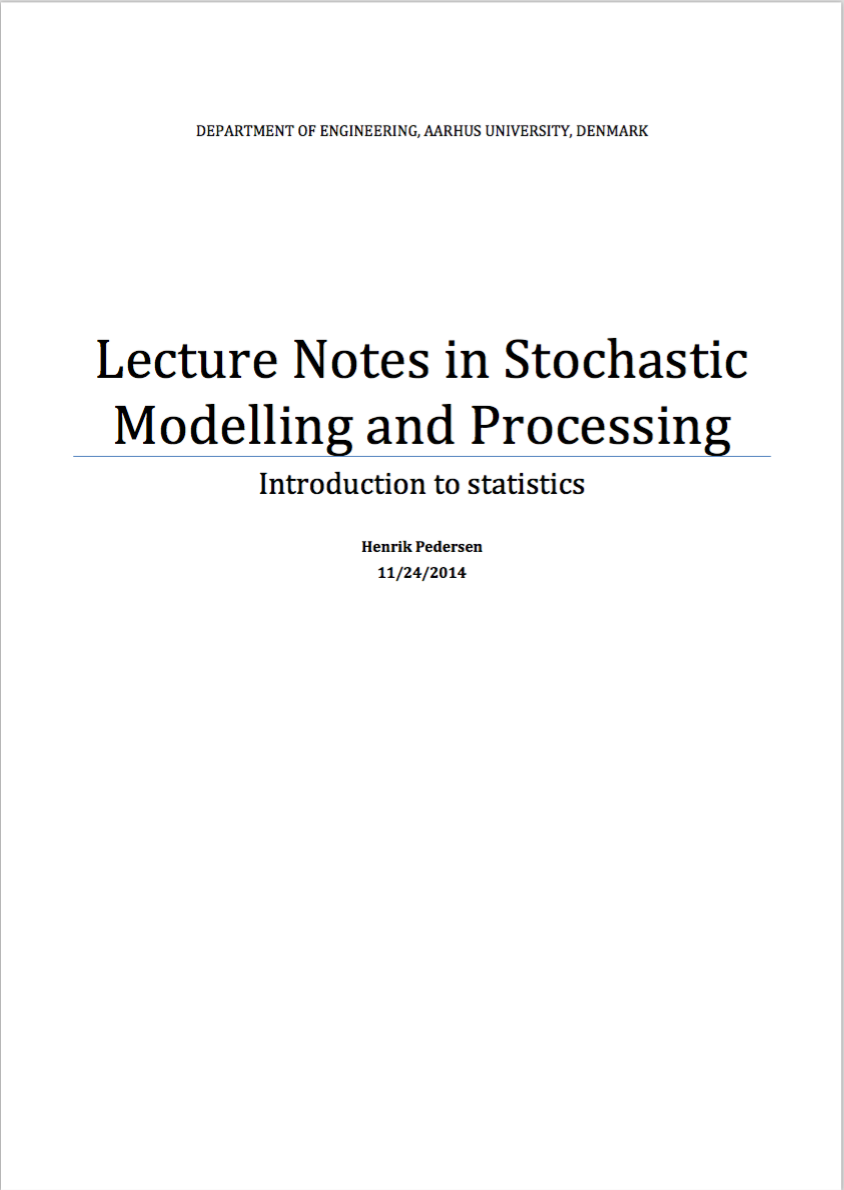 DEPARTMENT OF ENGINEERING, AARHUS UNIVERSITY, DENMARK
Lecture Notes in Stochastic
Modelling and Processing
Introduction to statistics
Henrik Pedersen
11/24/2014